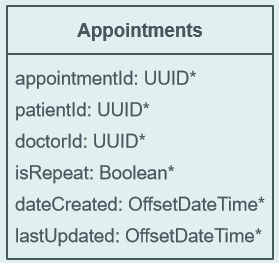 Appointments
appointmentId: UUID*
patientId: UUID*
doctorId: UUID*
isRepeat: Boolean*
dateCreated: OffsetDateTime*
lastUpdated: OffsetDateTime*